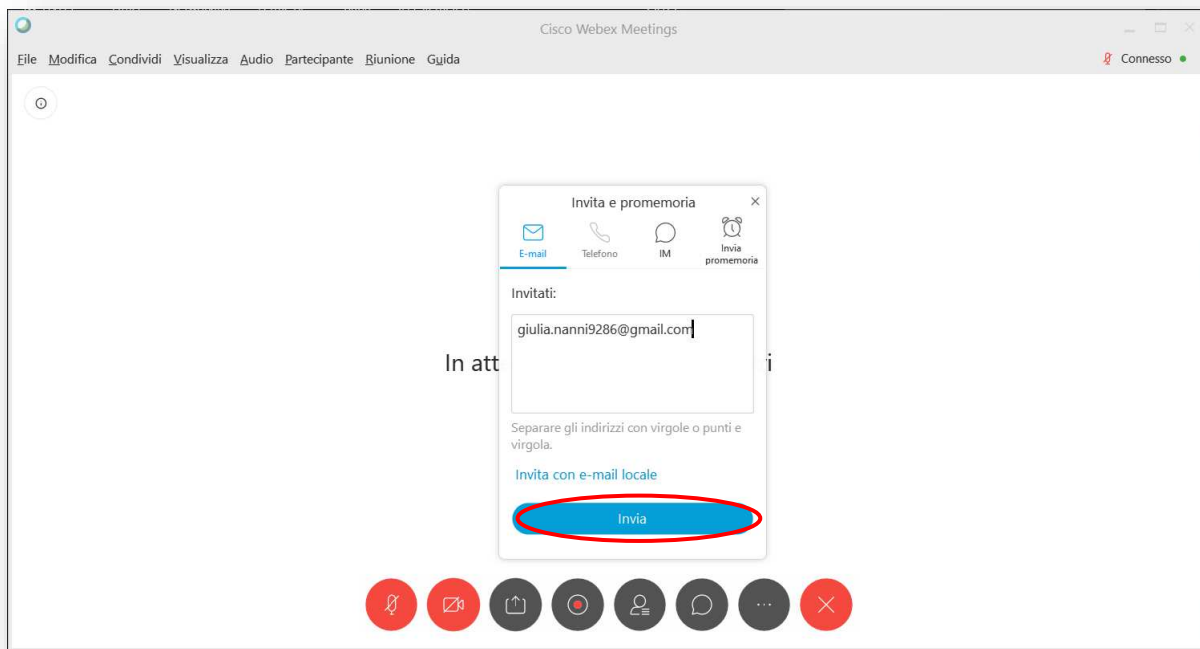 Cisco Webex Meetings
File Modifica Condividi Visualizza Audio Partecipante Riunione Guida
Connesso
Invita e promemoria
E-mail
Telefono
IM
Invia
promemoria
Invitati:
giulia.nanni9286@gmail.com
In att
i
Separare gli indirizzi con virgole o punti e
virgola.
Invita con e-mail locale
Invia